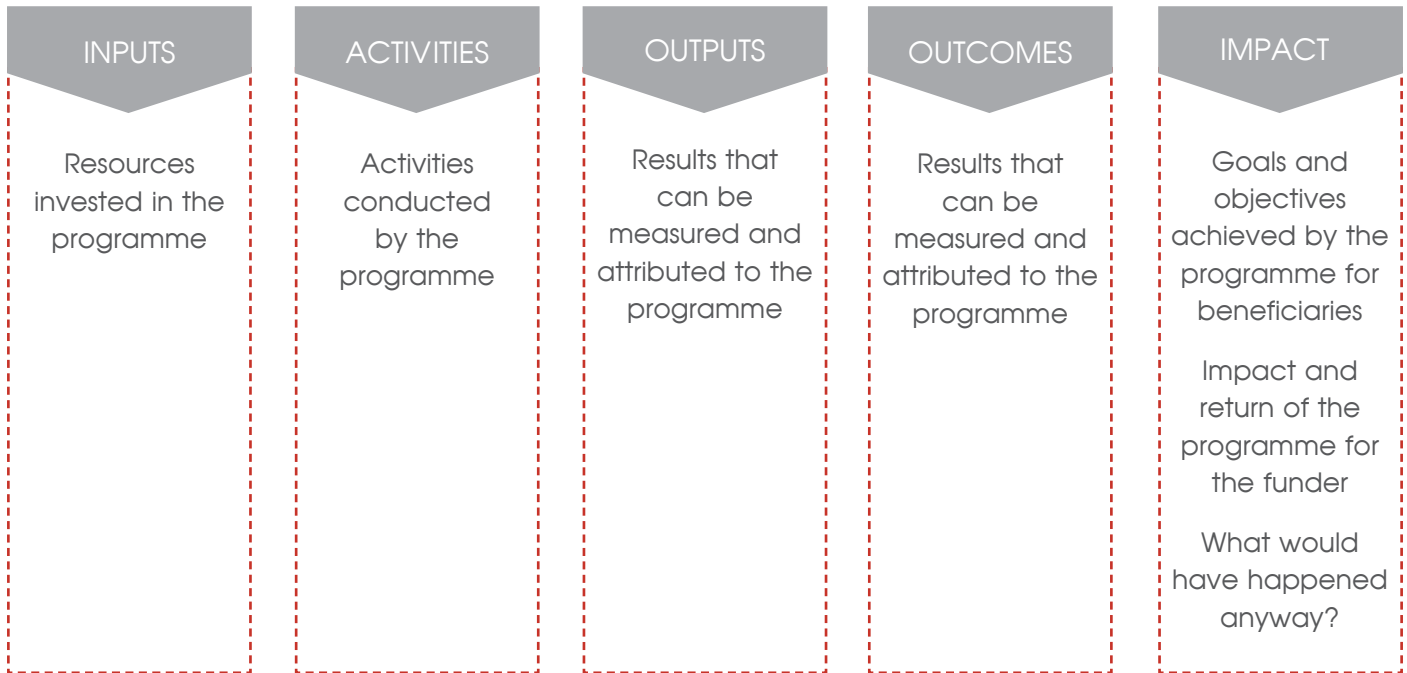 INPUTS
Resources
invested in the
programme
ACTIVITIES
Activities
conducted
by the
programme
OUTPUTS
Results that
can be
measured and
attributed to the
programme
OUTCOMES
Results that
can be
measured and
attributed to the
programme
IMPACT
Goals and
objectives
achieved by the
programme for
beneficiaries
Impact and
return of the
programme for
the funder
What would
have happened
anyway?